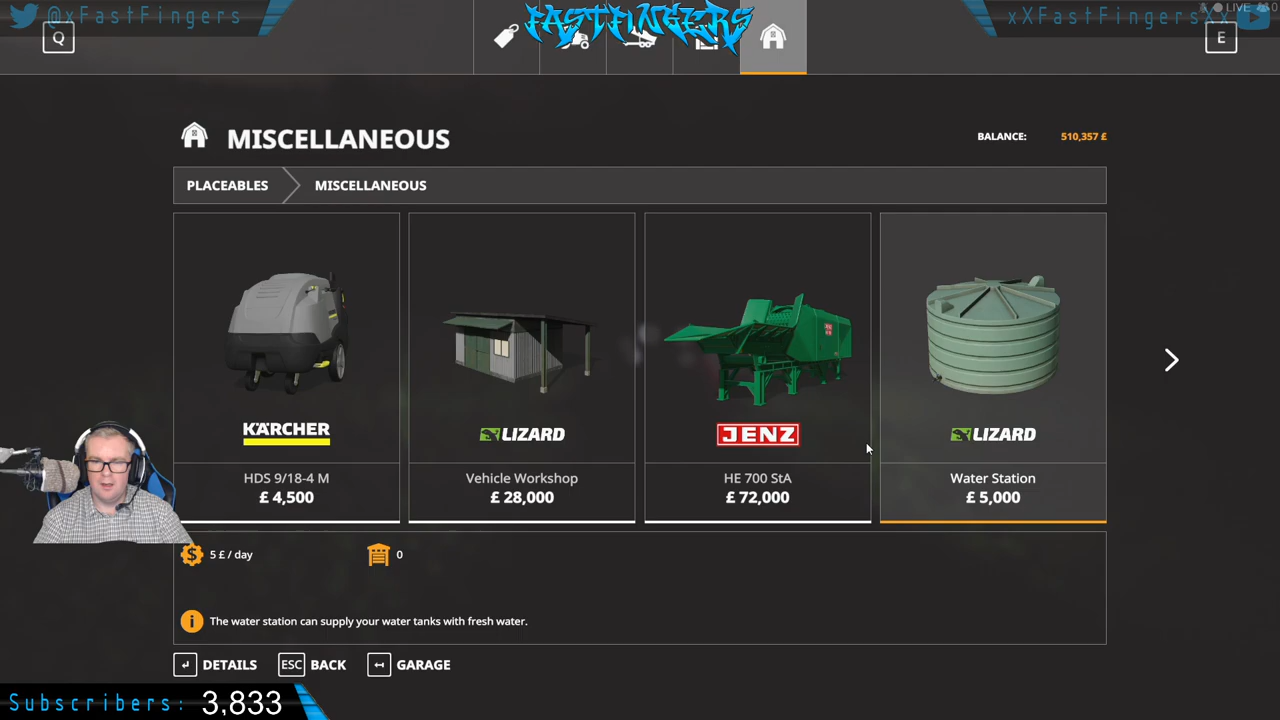 @xFastFingers
FASTFINGERS
xXFastFingersXx
LIVE
Q
E
MISCELLANEOUS
BALANCE: 510,357 £
PLACEABLES
MISCELLANEOUS
KÄRCHER
LIZARD
JENZ
LIZARD
HDS 9/18-4 M
Vehicle Workshop
HE 700 StA
Water Station
£ 4,500
£ 28,000
£ 72,000
£ 5,000
$ 5 £ / day
0
i The water station can supply your water tanks with fresh water.
DETAILS
ESC BACK
GARAGE
Subscribers: 3,833